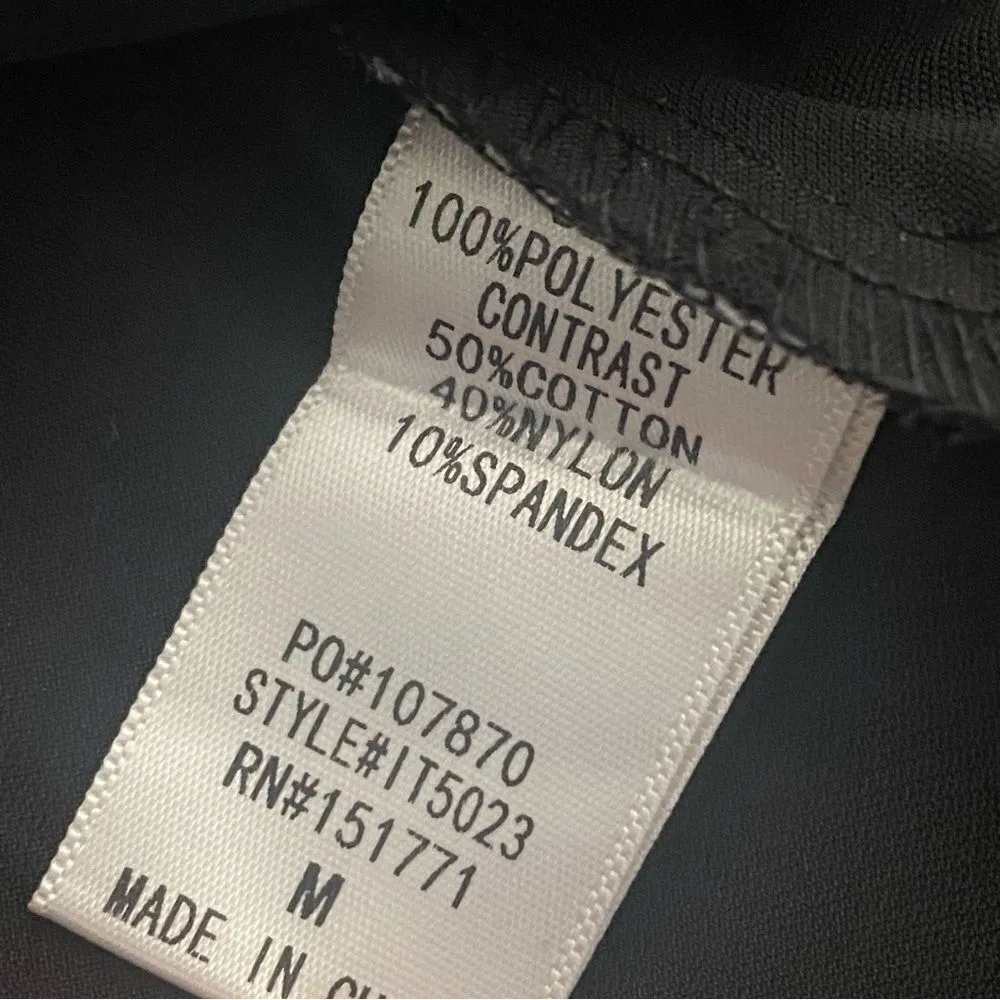 100%POLYESTER
CONTRAST
50%COTTON
40%NYLON
10%SPANDEX
PO#107870
STYLE#IT5023
RN#151771
M
MADE IN